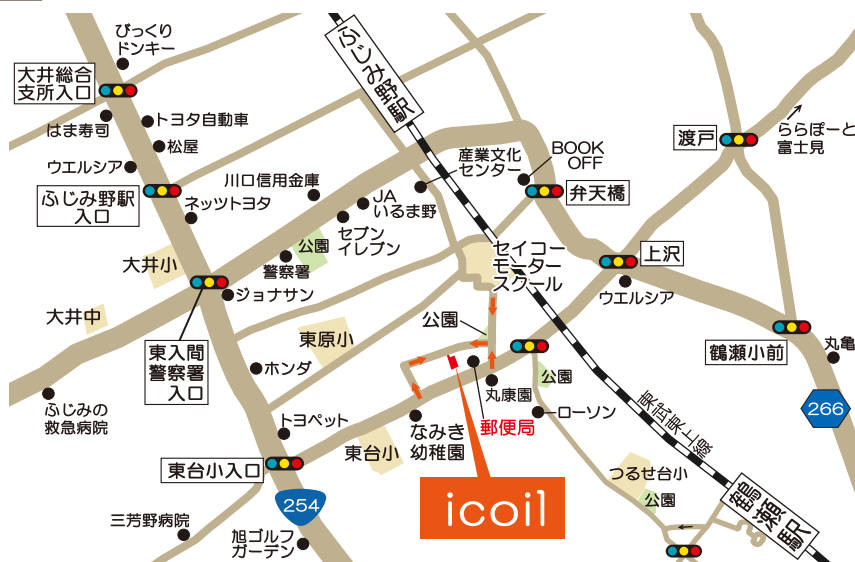 びっくり
ドンキー
大井総合
支所入口
はま寿司
トヨタ自動車
松屋
ウエルシア
ふじみ野駅
入口
ネッツトヨタ
川口信用金庫
ふじみ野駅
産業文化
センター
BOOK
OFF
渡戸
ららぽーと
富士見
弁天橋
JA
いるま野
セブン
イレブン
公園
警察署
大井小
ジョナサン
大井中
セイコー
モーター
スクール
上沢
ウエルシア
公園
東原小
東入間
警察署
入口
ホンダ
鶴瀬小前
丸亀
266
公園
丸康園
ローソン
東武東上線
ふじみの
救急病院
トヨペット
なみき
幼稚園
郵便局
東台小
東台小入口
icoil
つるせ台小
公園
鶴瀬駅
254
三芳野病院
旭ゴルフ
ガーデン